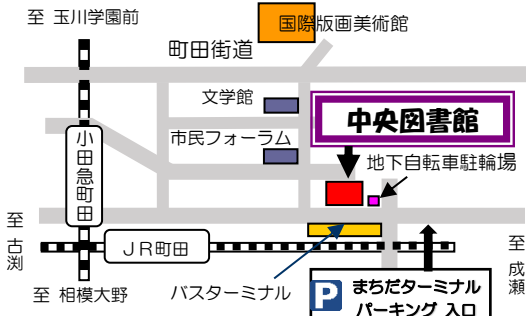 至 玉川学園前
国際版画美術館
町田街道
文学館
中央図書館
市民フォーラム
地下自転車駐輪場
小田急町田
至 古渕
JR町田
至 成瀬
至 相模大野
バスターミナル
P まちだターミナル
パーキング 入口